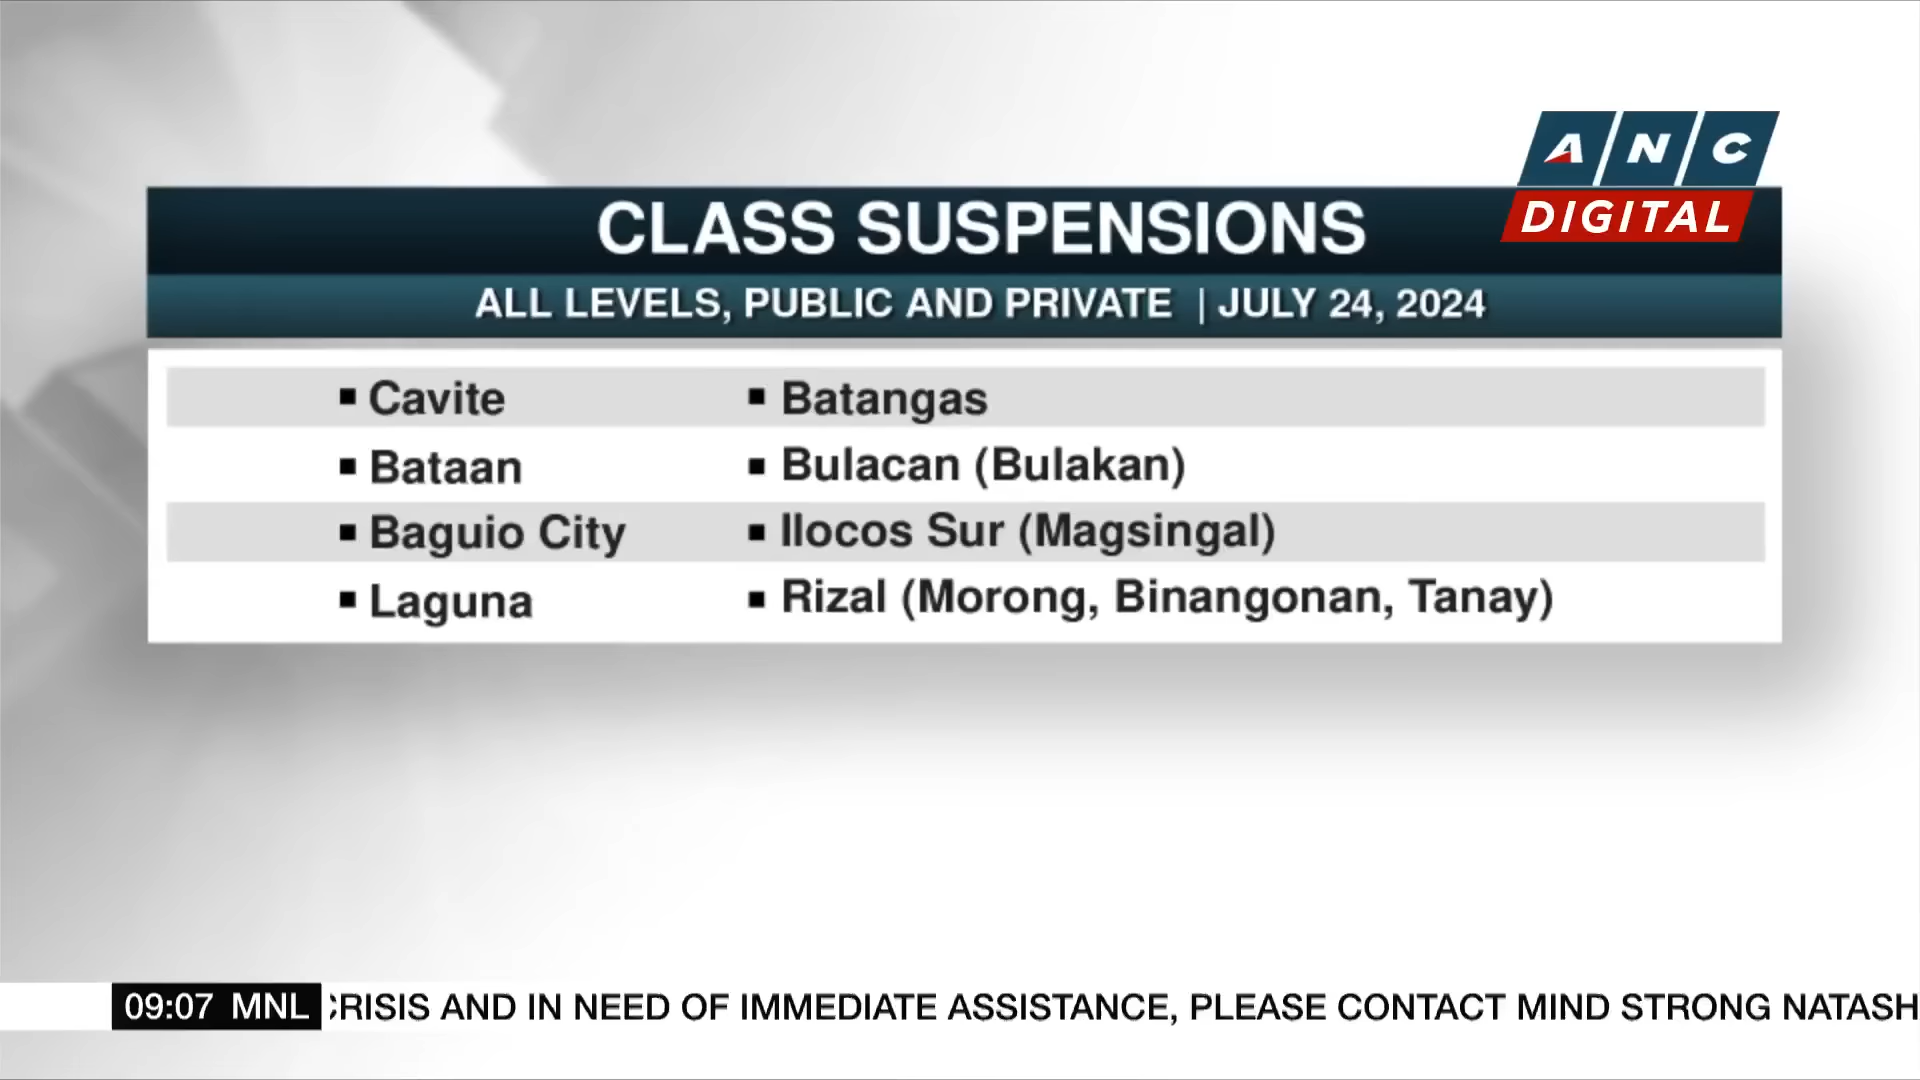 ANC
DIGITAL
CLASS SUSPENSIONS
ALL LEVELS, PUBLIC AND PRIVATE | JULY 24, 2024
▪ Cavite
▪ Bataan
▪ Baguio City
▪ Laguna
▪ Batangas
▪ Bulacan (Bulakan)
▪ Ilocos Sur (Magsingal)
▪ Rizal (Morong, Binangonan, Tanay)
09:07 MNL CRISIS AND IN NEED OF IMMEDIATE ASSISTANCE, PLEASE CONTACT MIND STRONG NATASH